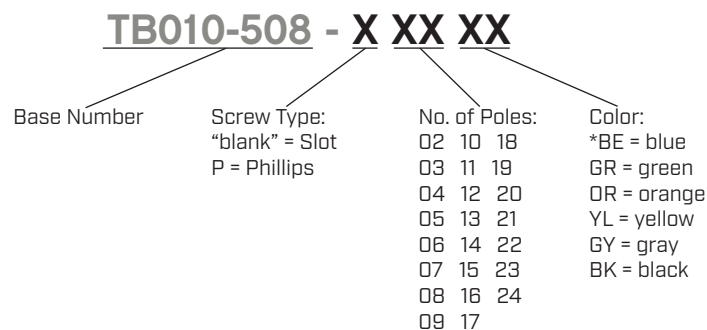 TB010-508 - X XX XX
Base Number
Screw Type:
“blank” = Slot
P = Phillips
No. of Poles:
02 10 18
03 11 19
04 12 20
05 13 21
06 14 22
07 15 23
08 16 24
09 17
Color:
*BE = blue
GR = green
OR = orange
YL = yellow
GY = gray
BK = black